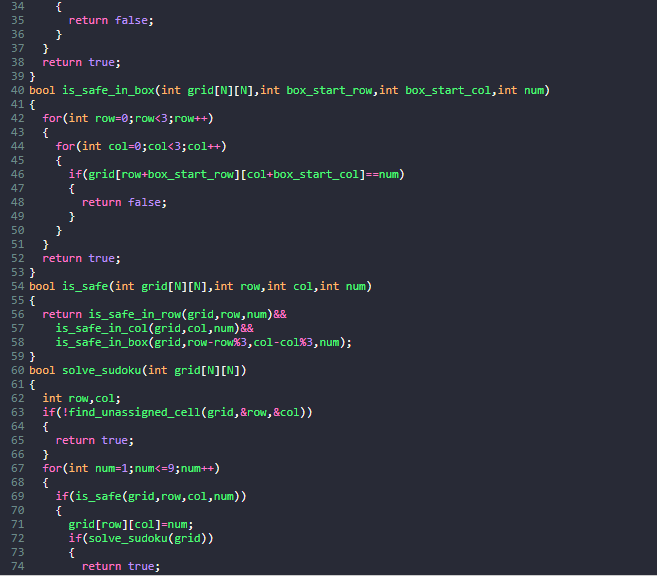 34     {
35       return false;
36     }
37   }
38   return true;
39 }
40 bool is_safe_in_box(int grid[N][N],int box_start_row,int box_start_col,int num)
41 {
42   for(int row=0;row<3;row++)
43   {
44     for(int col=0;col<3;col++)
45     {
46       if(grid[row+box_start_row][col+box_start_col]==num)
47       {
48         return false;
49       }
50     }
51   }
52   return true;
53 }
54 bool is_safe(int grid[N][N],int row,int col,int num)
55 {
56   return is_safe_in_row(grid,row,num)&&
57     is_safe_in_col(grid,col,num)&&
58     is_safe_in_box(grid,row-row%3,col-col%3,num);
59 }
60 bool solve_sudoku(int grid[N][N])
61 {
62   int row,col;
63   if(!find_unassigned_cell(grid,&row,&col))
64   {
65     return true;
66   }
67   for(int num=1;num<=9;num++)
68   {
69     if(is_safe(grid,row,col,num))
70     {
71       grid[row][col]=num;
72       if(solve_sudoku(grid))
73       {
74         return true;